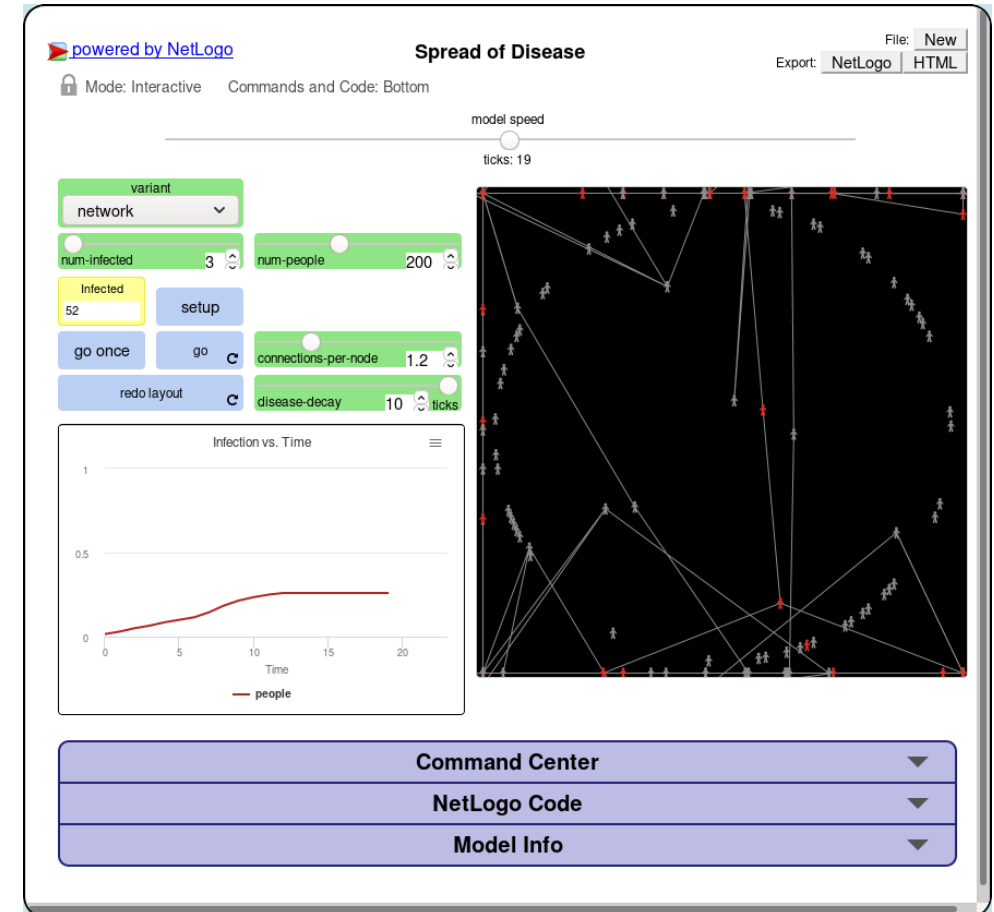 powered by NetLogo
Spread of Disease
File: New
Export: NetLogo HTML
Mode: Interactive Commands and Code: Bottom
model speed
ticks: 19
variant
network
num-infected 3
num-people 200
Infected
52
setup
go once
go
connections-per-node 1.2
redo layout
disease-decay 10 ticks
Infection vs. Time
1
0.5
0
0 5 10 15 20
Time
people
Command Center
NetLogo Code
Model Info